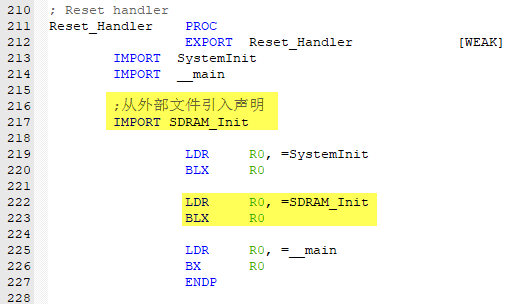 210 ; Reset handler
211 Reset_Handler PROC
212 EXPORT Reset_Handler [WEAK]
213 IMPORT SystemInit
214 IMPORT __main
215
216 ;从外部文件引入声明
217 IMPORT SDRAM_Init
218
219 LDR R0, =SystemInit
220 BLX R0
221
222 LDR R0, =SDRAM_Init
223 BLX R0
224
225 LDR R0, =__main
226 BX R0
227 ENDP
228